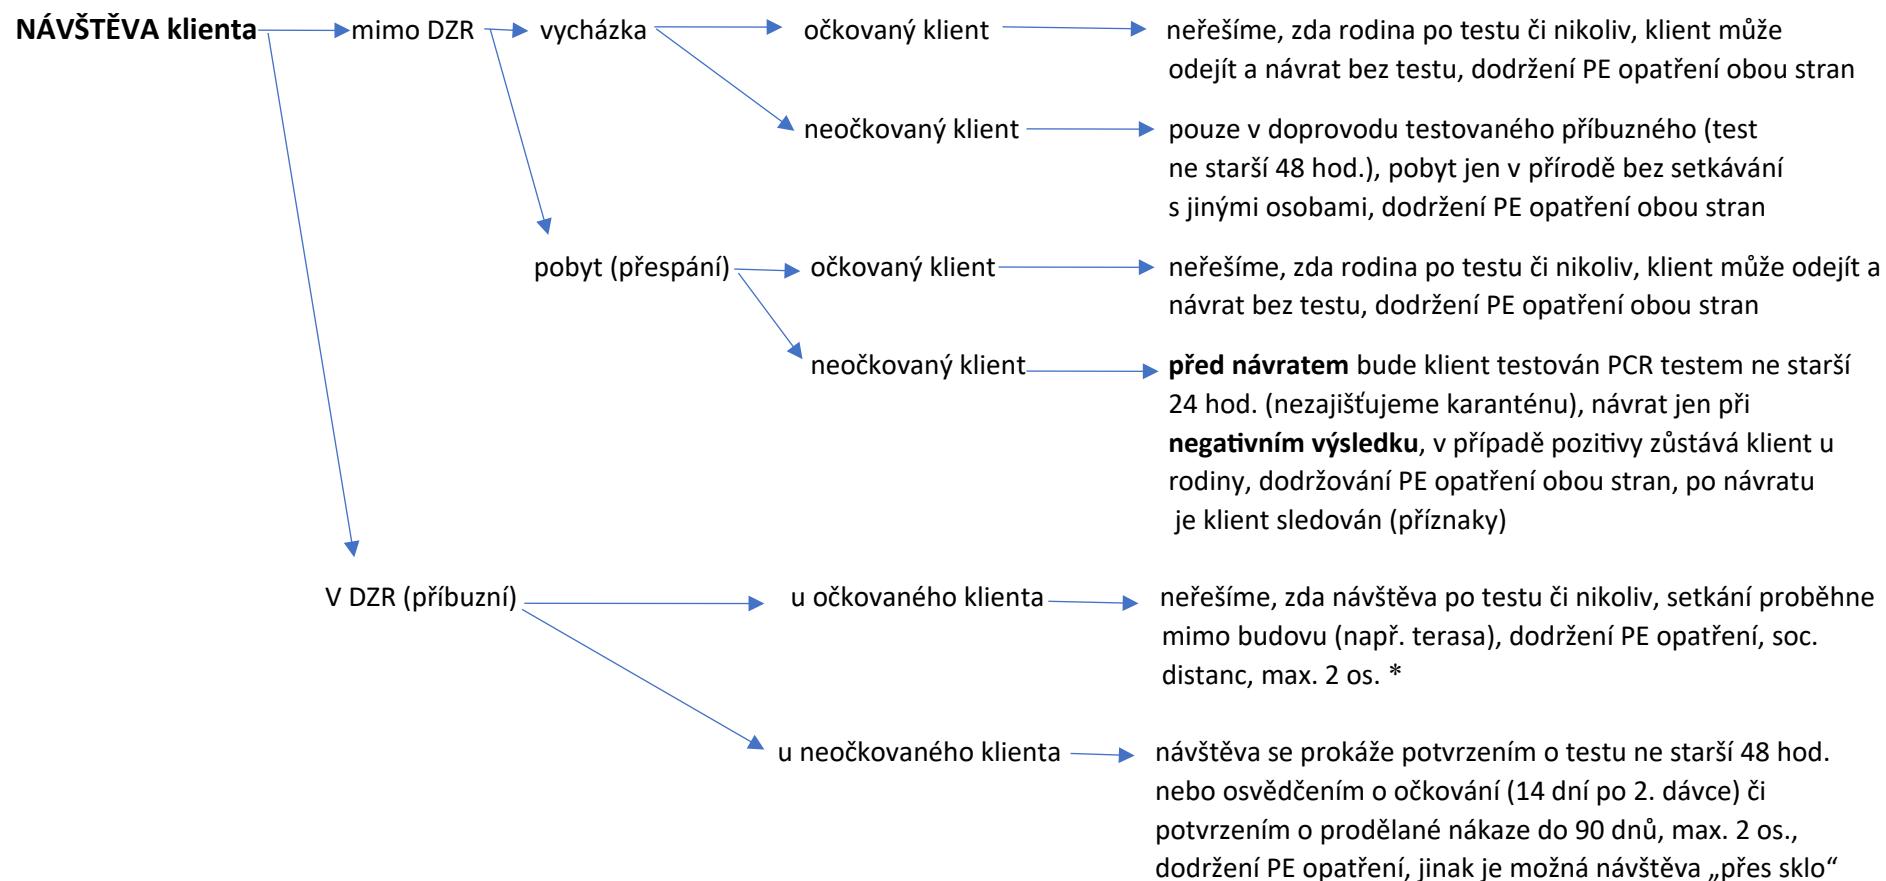 NÁVŠTĚVA klienta mimo DZR vycházka očkovaný klient neřešíme, zda rodina po testu či nikoliv, klient může
odejít a návrat bez testu, dodržení PE opatření obou stran
neočkovaný klient pouze v doprovodu testovaného příbuzného (test
ne starší 48 hod.), pobyt jen v přírodě bez setkávání
s jinými osobami, dodržení PE opatření obou stran
pobyt (přespání) očkovaný klient neřešíme, zda rodina po testu či nikoliv, klient může odejít a
návrat bez testu, dodržení PE opatření obou stran
neočkovaný klient před návratem bude klient testován PCR testem ne starší
24 hod. (nezajišťujeme karanténu), návrat jen při
negativním výsledku, v případě pozitivy zůstává klient u
rodiny, dodržování PE opatření obou stran, po návratu
je klient sledován (příznaky)
V DZR (příbuzní) u očkovaného klienta neřešíme, zda návštěva po testu či nikoliv, setkání proběhne
mimo budovu (např. terasa), dodržení PE opatření, soc.
distanc, max. 2 os. *
u neočkovaného klienta návštěva se prokáže potvrzením o testu ne starší 48 hod.
nebo osvědčením o očkování (14 dní po 2. dávce) či
potvrzením o prodělané nákaze do 90 dnů, max. 2 os.,
dodržení PE opatření, jinak je možná návštěva „přes sklo“